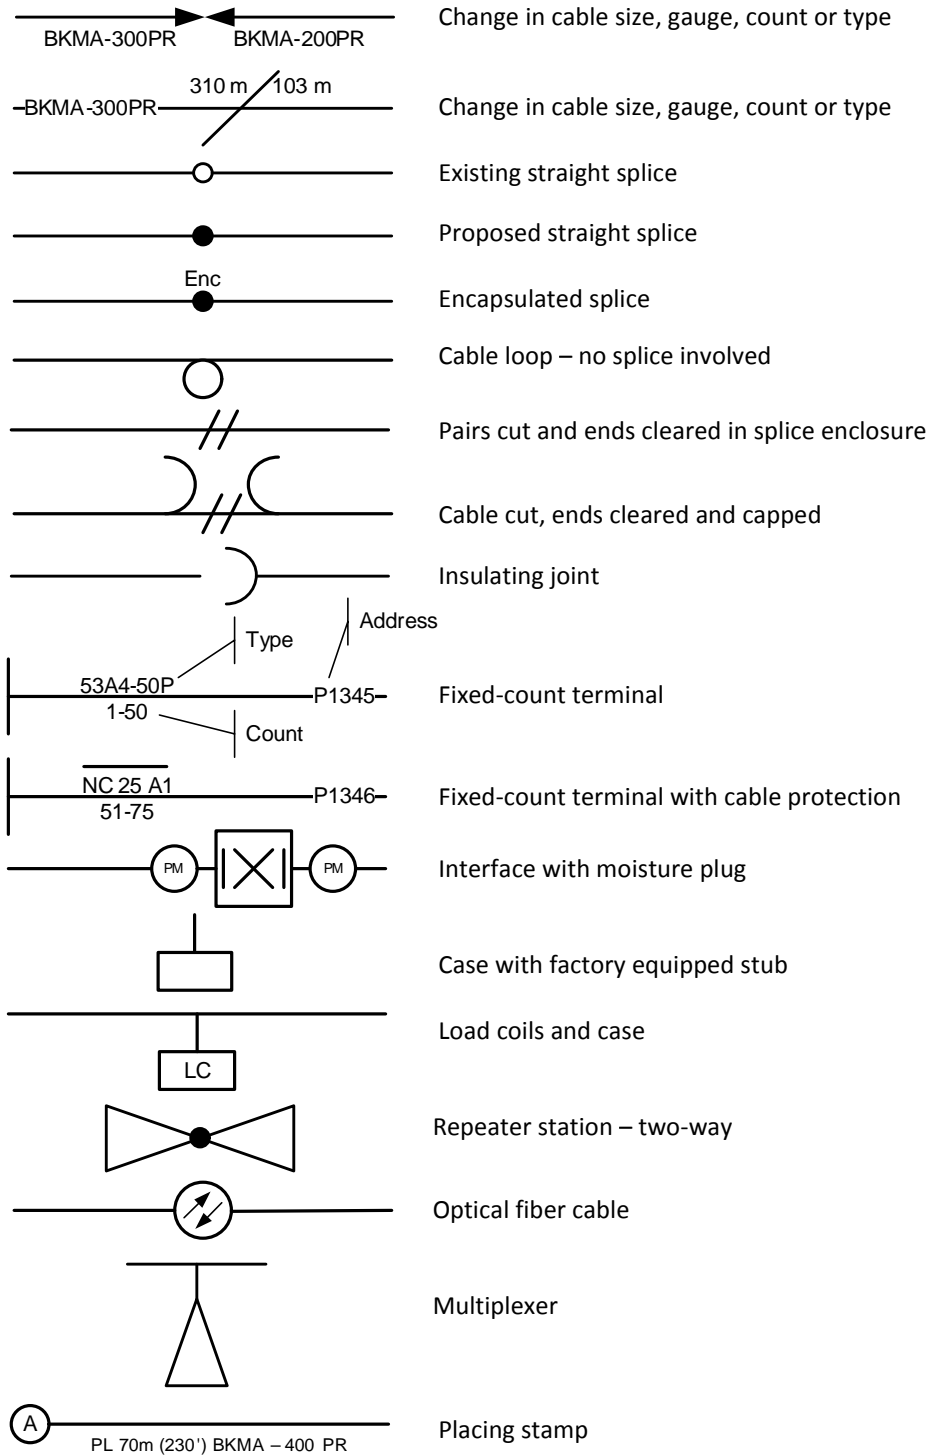 Change in cable size, gauge, count or type
BKMA-300PR BKMA-200PR
310 m 103 m
BKMA-300PR Change in cable size, gauge, count or type
Existing straight splice
Proposed straight splice
Enc
Encapsulated splice
Cable loop – no splice involved
Pairs cut and ends cleared in splice enclosure
Cable cut, ends cleared and capped
Insulating joint
Address
Type
53A4-50P P1345 Fixed-count terminal
1-50
Count
NC 25 A1 P1346 Fixed-count terminal with cable protection
51-75
PM PM Interface with moisture plug
Case with factory equipped stub
Load coils and case
LC
Repeater station – two-way
Optical fiber cable
Multiplexer
A Placing stamp
PL 70m (230') BKMA – 400 PR